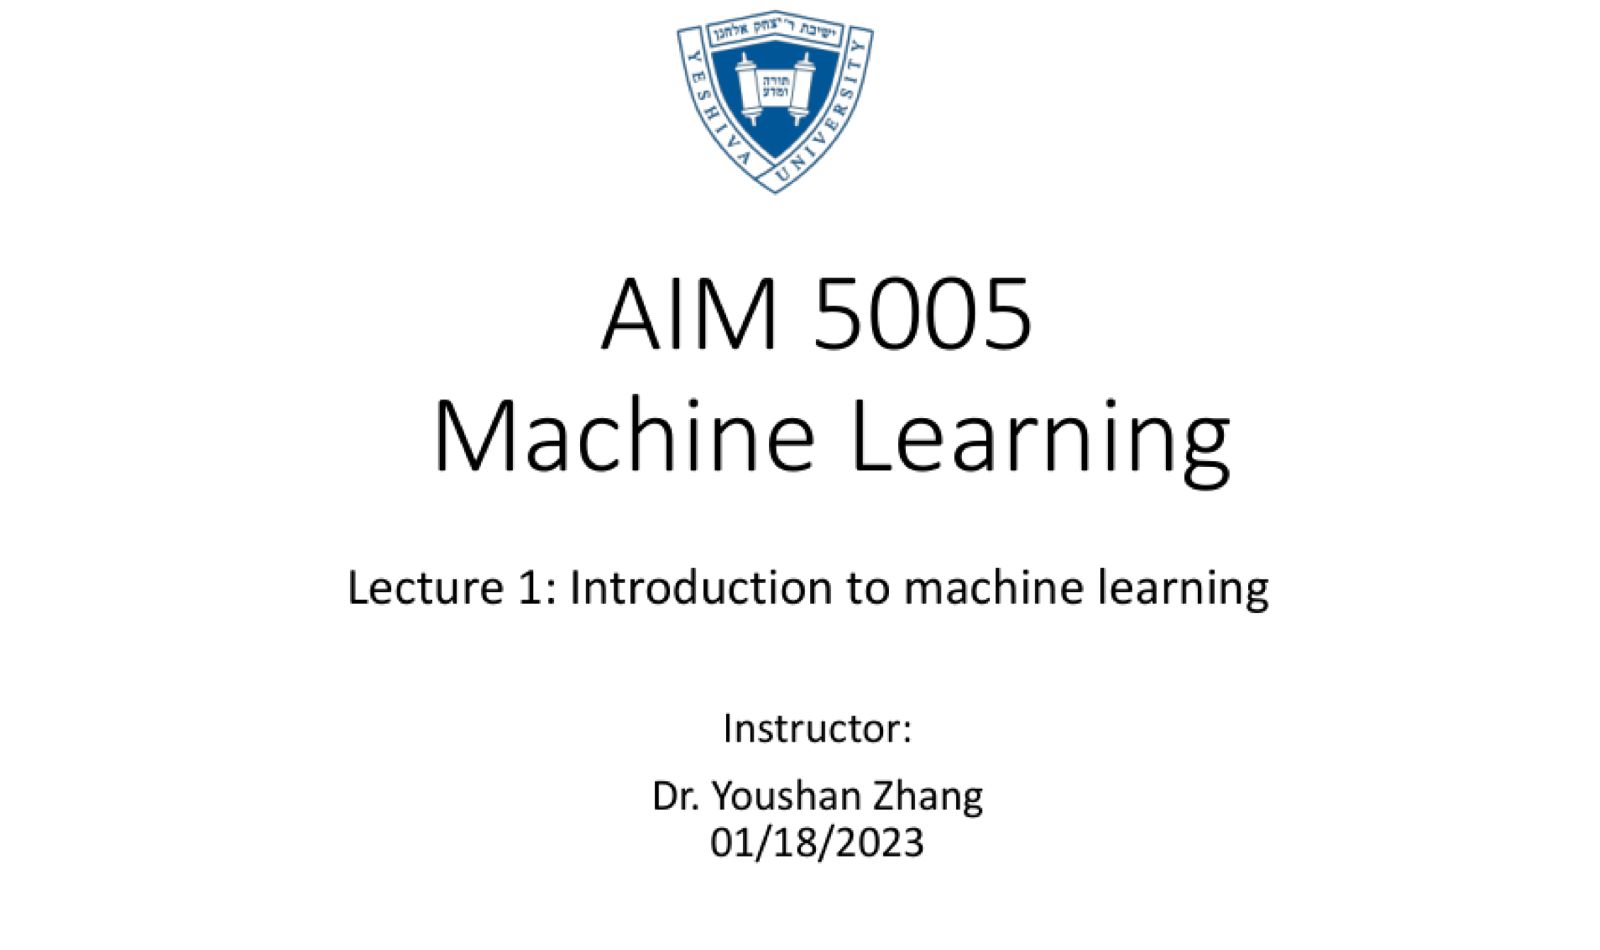 ישיבת ר' יצחק אלחנן
YESHIVA UNIVERSITY
תורה
ומדע
AIM 5005
Machine Learning
Lecture 1: Introduction to machine learning
Instructor:
Dr. Youshan Zhang
01/18/2023